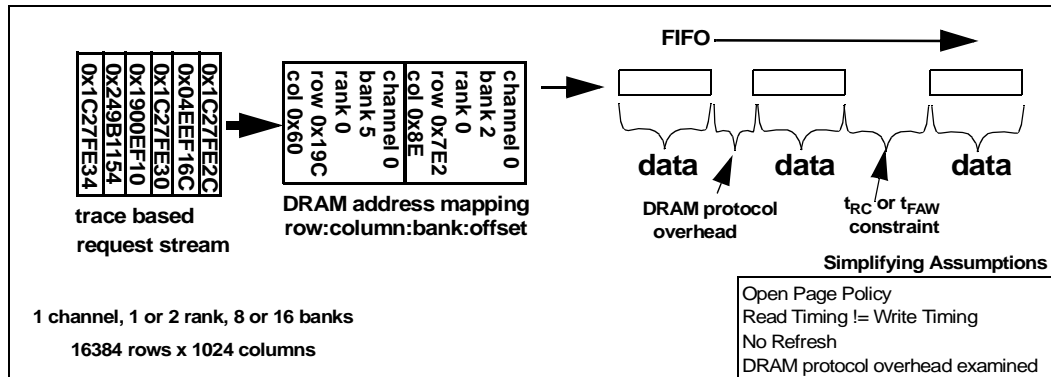 FIFO
0x1C27FE2C
0x04EEF16C
0x1C27FE30
0x1900EF10
0x249B1154
0x1C27FE34
channel 0
bank 2
rank 0
row 0x7E2
col 0x8E
channel 0
bank 5
rank 0
row 0x19C
col 0x60
data
data
data
trace based
request stream
DRAM address mapping
row:column:bank:offset
DRAM protocol
overhead
tRC or tFAW
constraint
Simplifying Assumptions
Open Page Policy
Read Timing != Write Timing
No Refresh
DRAM protocol overhead examined
1 channel, 1 or 2 rank, 8 or 16 banks
16384 rows x 1024 columns